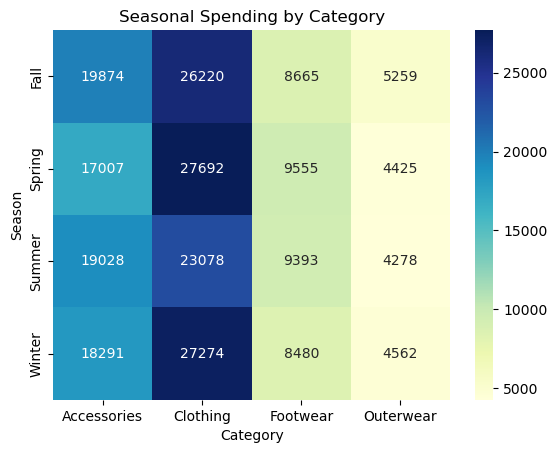 Seasonal Spending by Category
Season
Fall 19874 26220 8665 5259
Spring 17007 27692 9555 4425
Summer 19028 23078 9393 4278
Winter 18291 27274 8480 4562
Accessories Clothing Footwear Outerwear
Category
25000
20000
15000
10000
5000